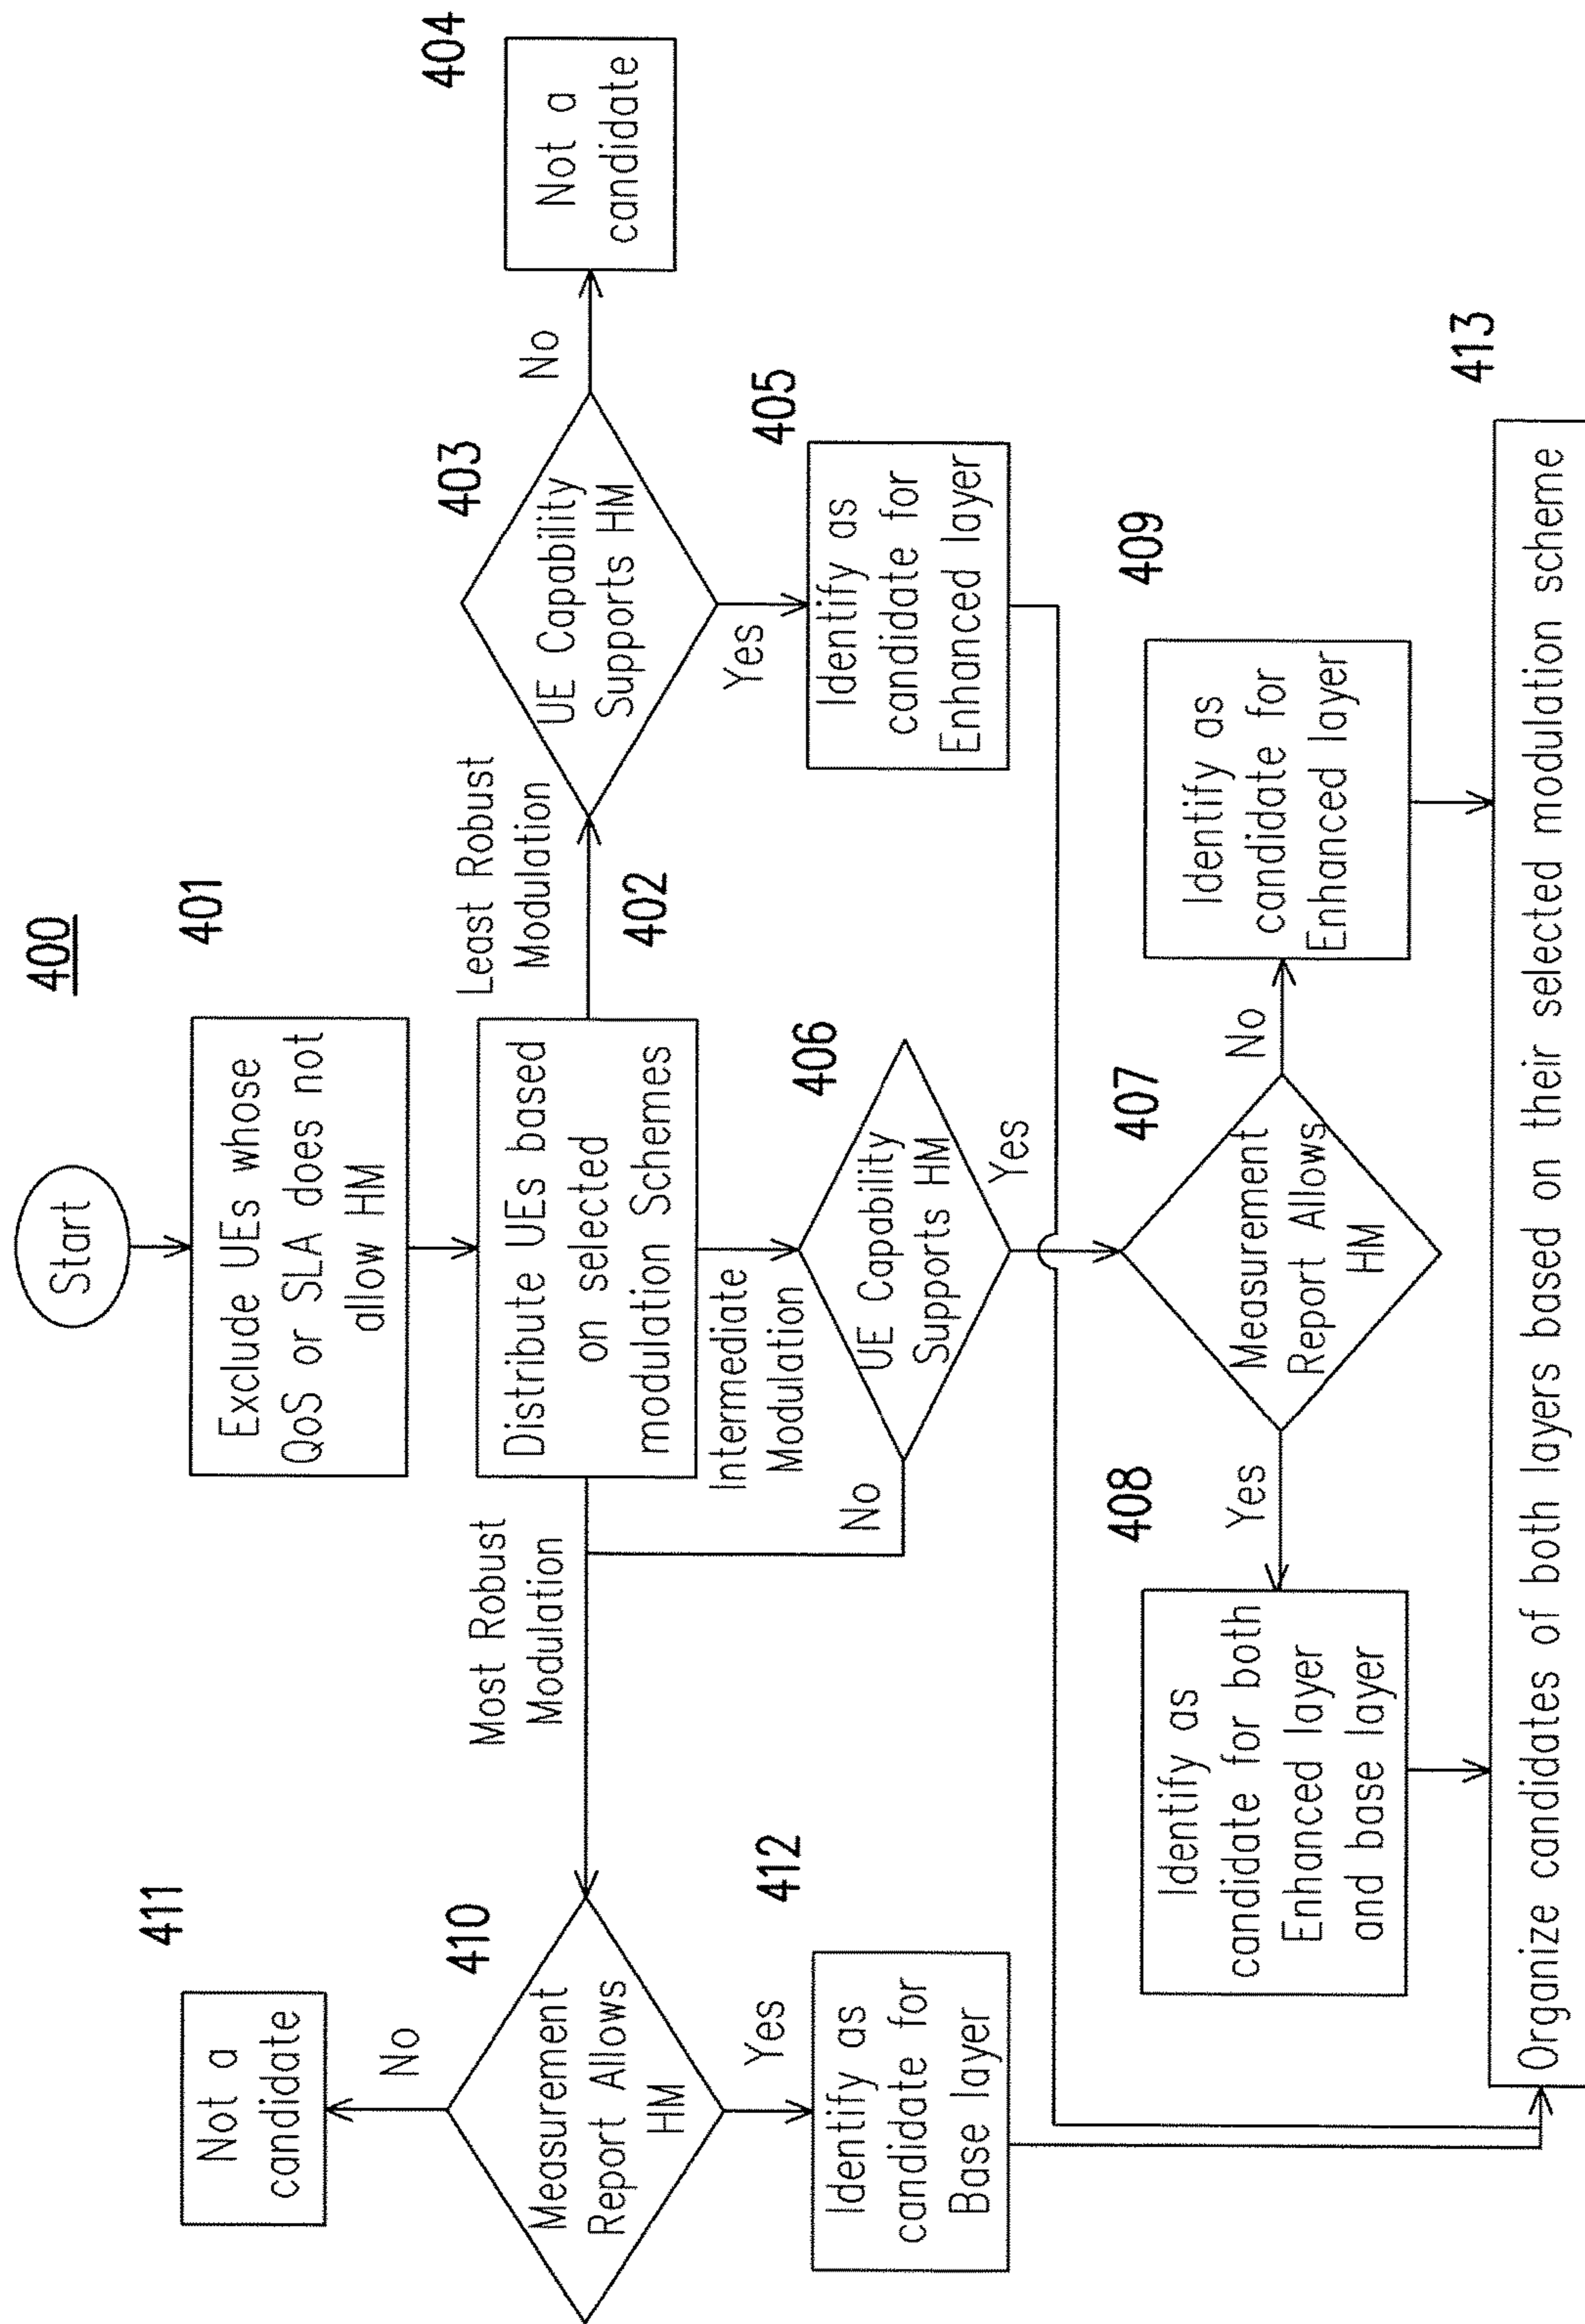 400
Start
401
Exclude UEs whose
QoS or SLA does not
allow HM
402
Distribute UEs based
on selected
modulation Schemes
Least Robust
Modulation
403
UE Capability
Supports HM
No
404
Not a
candidate
Yes
405
Identify as
candidate for
Enhanced layer
Intermediate
Modulation
406
UE Capability
Supports HM
No
Yes
407
Measurement
Report Allows
HM
Yes
408
Identify as
candidate for both
Enhanced layer
and base layer
No
409
Identify as
candidate for
Enhanced layer
Most Robust
Modulation
410
Measurement
Report Allows
HM
No
411
Not a
candidate
Yes
412
Identify as
candidate for
Base layer
413
Organize candidates of both layers based on their selected modulation scheme